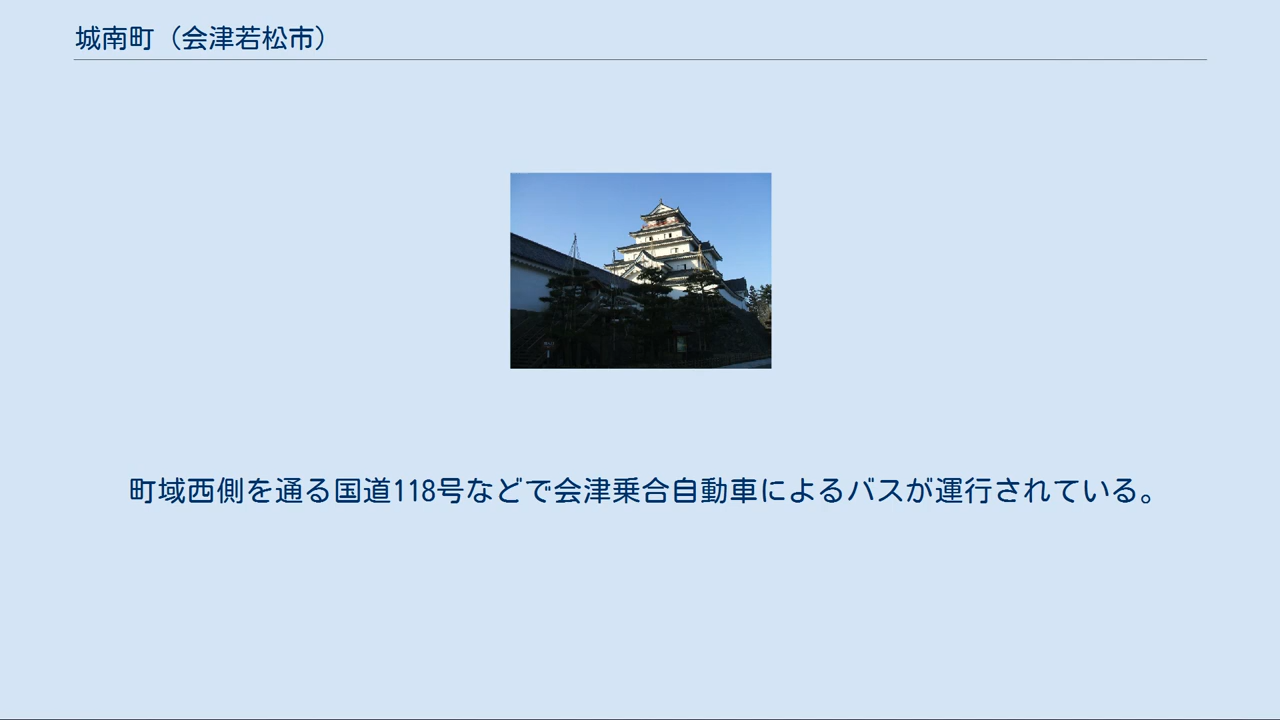 城南町（会津若松市）
町域西側を通る国道118号などで会津乗合自動車によるバスが運行されている。